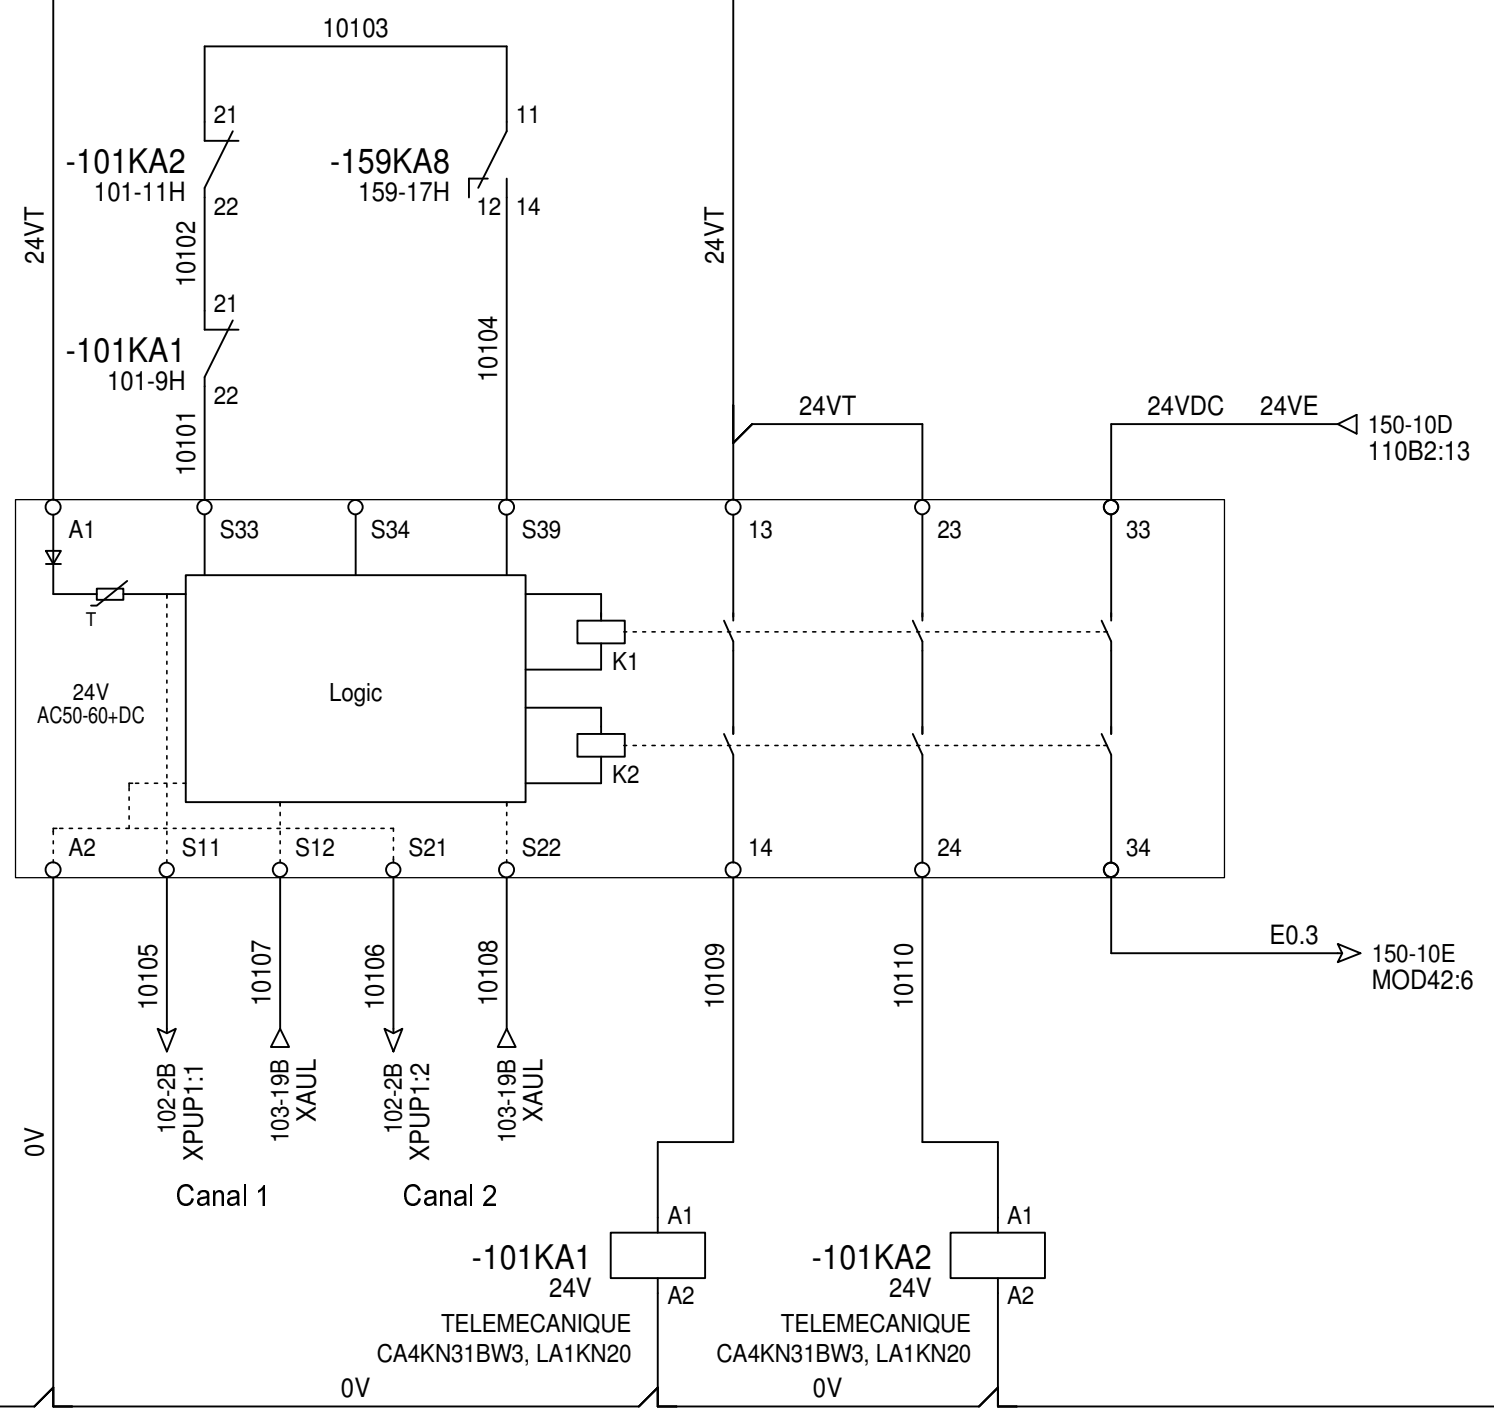 10103
21
11
-101KA2
101-11H
-159KA8
159-17H
22
12
14
24VT
10102
24VT
21
-101KA1
101-9H
10104
22
10101
24VT
24VDC
24VE
150-10D
110B2:13
A1
S33
S34
S39
13
23
33
T
K1
24V
AC50-60+DC
Logic
K2
A2
S11
S12
S21
S22
14
24
34
10105
10107
10106
10108
10109
10110
E0.3
150-10E
MOD42:6
102-2B
XPUP1:1
103-19B
XAUL
102-2B
XPUP1:2
103-19B
XAUL
0V
Canal 1
Canal 2
A1
A1
-101KA1
24V
-101KA2
24V
A2
A2
TELEMECANIQUE
CA4KN31BW3, LA1KN20
TELEMECANIQUE
CA4KN31BW3, LA1KN20
0V
0V